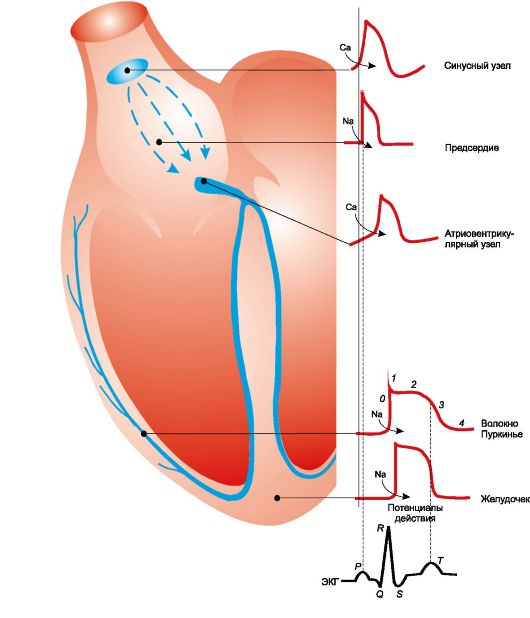 Ca
Синусный узел
Na
Предсердие
Ca
Атриовентрику-
лярный узел
1
2
0
3
Na
4
Волокно
Пуркинье
Na
Желудочек
Потенциалы
действия
R
P
T
ЭКГ
Q
S